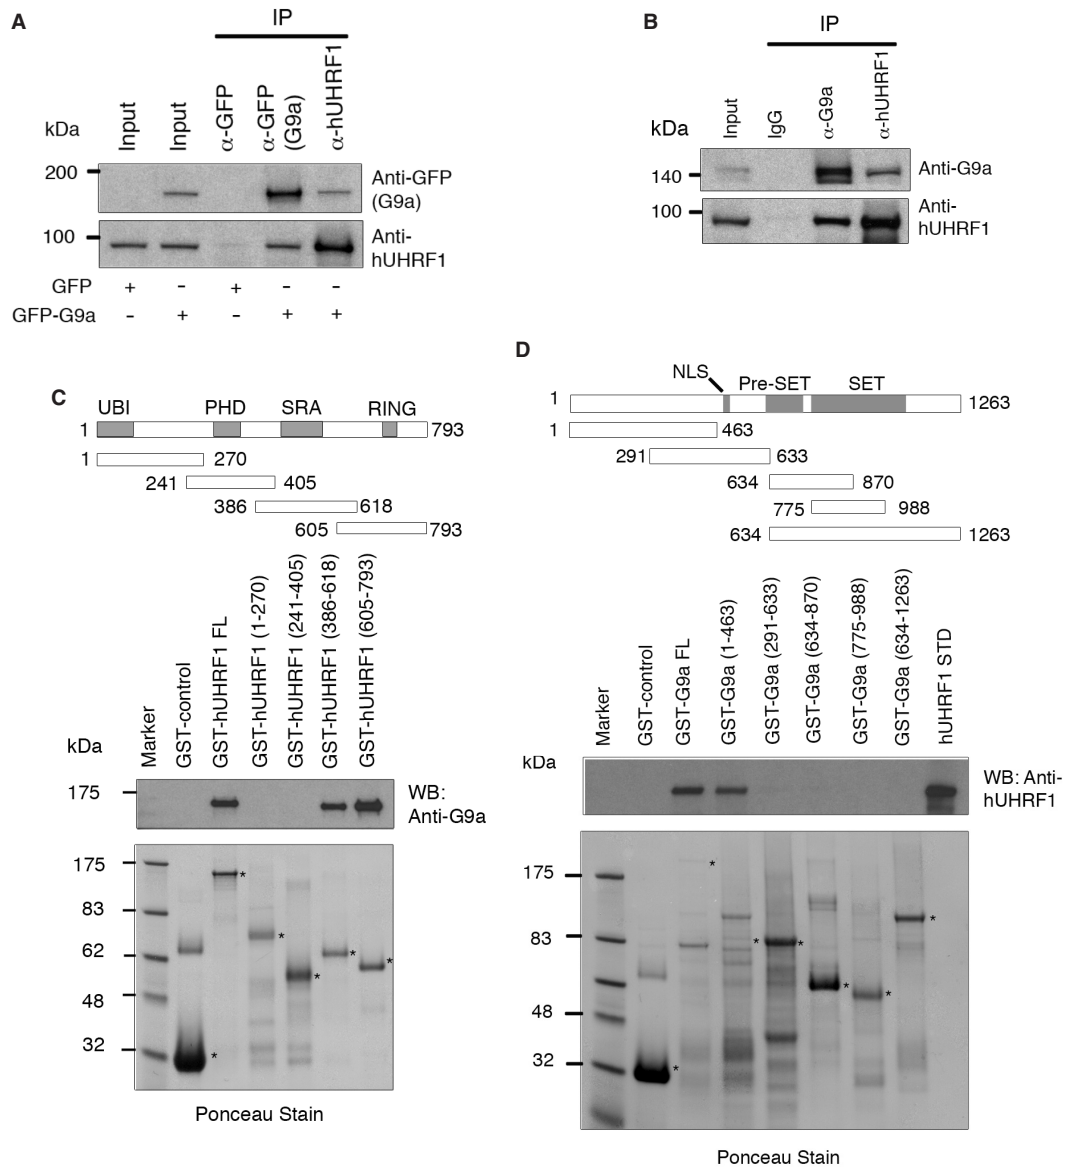 A
IP
kDa
Input
Input
α-GFP
α-GFP
(G9a)
α-hUHRF1
200
Anti-GFP
(G9a)
100
Anti-
hUHRF1
GFP + - + - -
GFP-G9a - + - + +
B
IP
kDa
Input
IgG
α-G9a
α-hUHRF1
140
Anti-G9a
100
Anti-
hUHRF1
C
UBI PHD SRA RING
1 793
1 270
241 405
386 618
605 793
kDa
Marker
GST-control
GST-hUHRF1 FL
GST-hUHRF1 (1-270)
GST-hUHRF1 (241-405)
GST-hUHRF1 (386-618)
GST-hUHRF1 (605-793)
175
WB:
Anti-G9a
175
83
62
48
32
* * * * * *
Ponceau Stain
D
NLS Pre-SET SET
1 1263
1 463
291 633
634 870
775 988
634 1263
kDa
Marker
GST-control
GST-G9a FL
GST-G9a (1-463)
GST-G9a (291-633)
GST-G9a (634-870)
GST-G9a (775-988)
GST-G9a (634-1263)
hUHRF1 STD
WB: Anti-
hUHRF1
175
83
48
32
* * * * * * *
Ponceau Stain